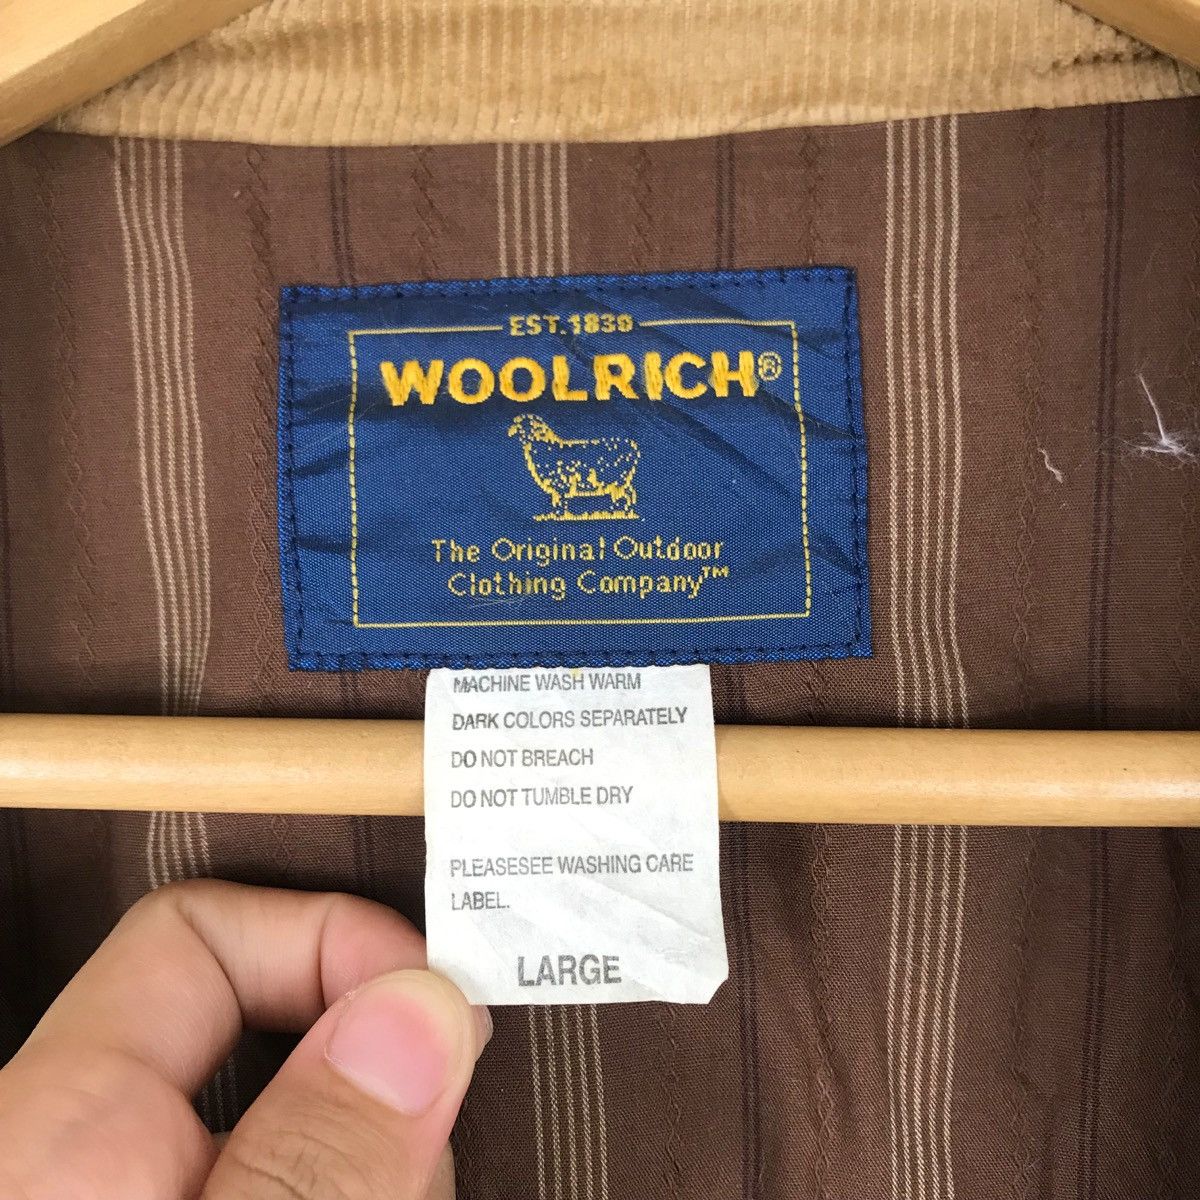 EST.1839
WOOLRICH®
The Original Outdoor
Clothing Company™
MACHINE WASH WARM
DARK COLORS SEPARATELY
DO NOT BREACH
DO NOT TUMBLE DRY
PLEASESEE WASHING CARE
LABEL.
LARGE